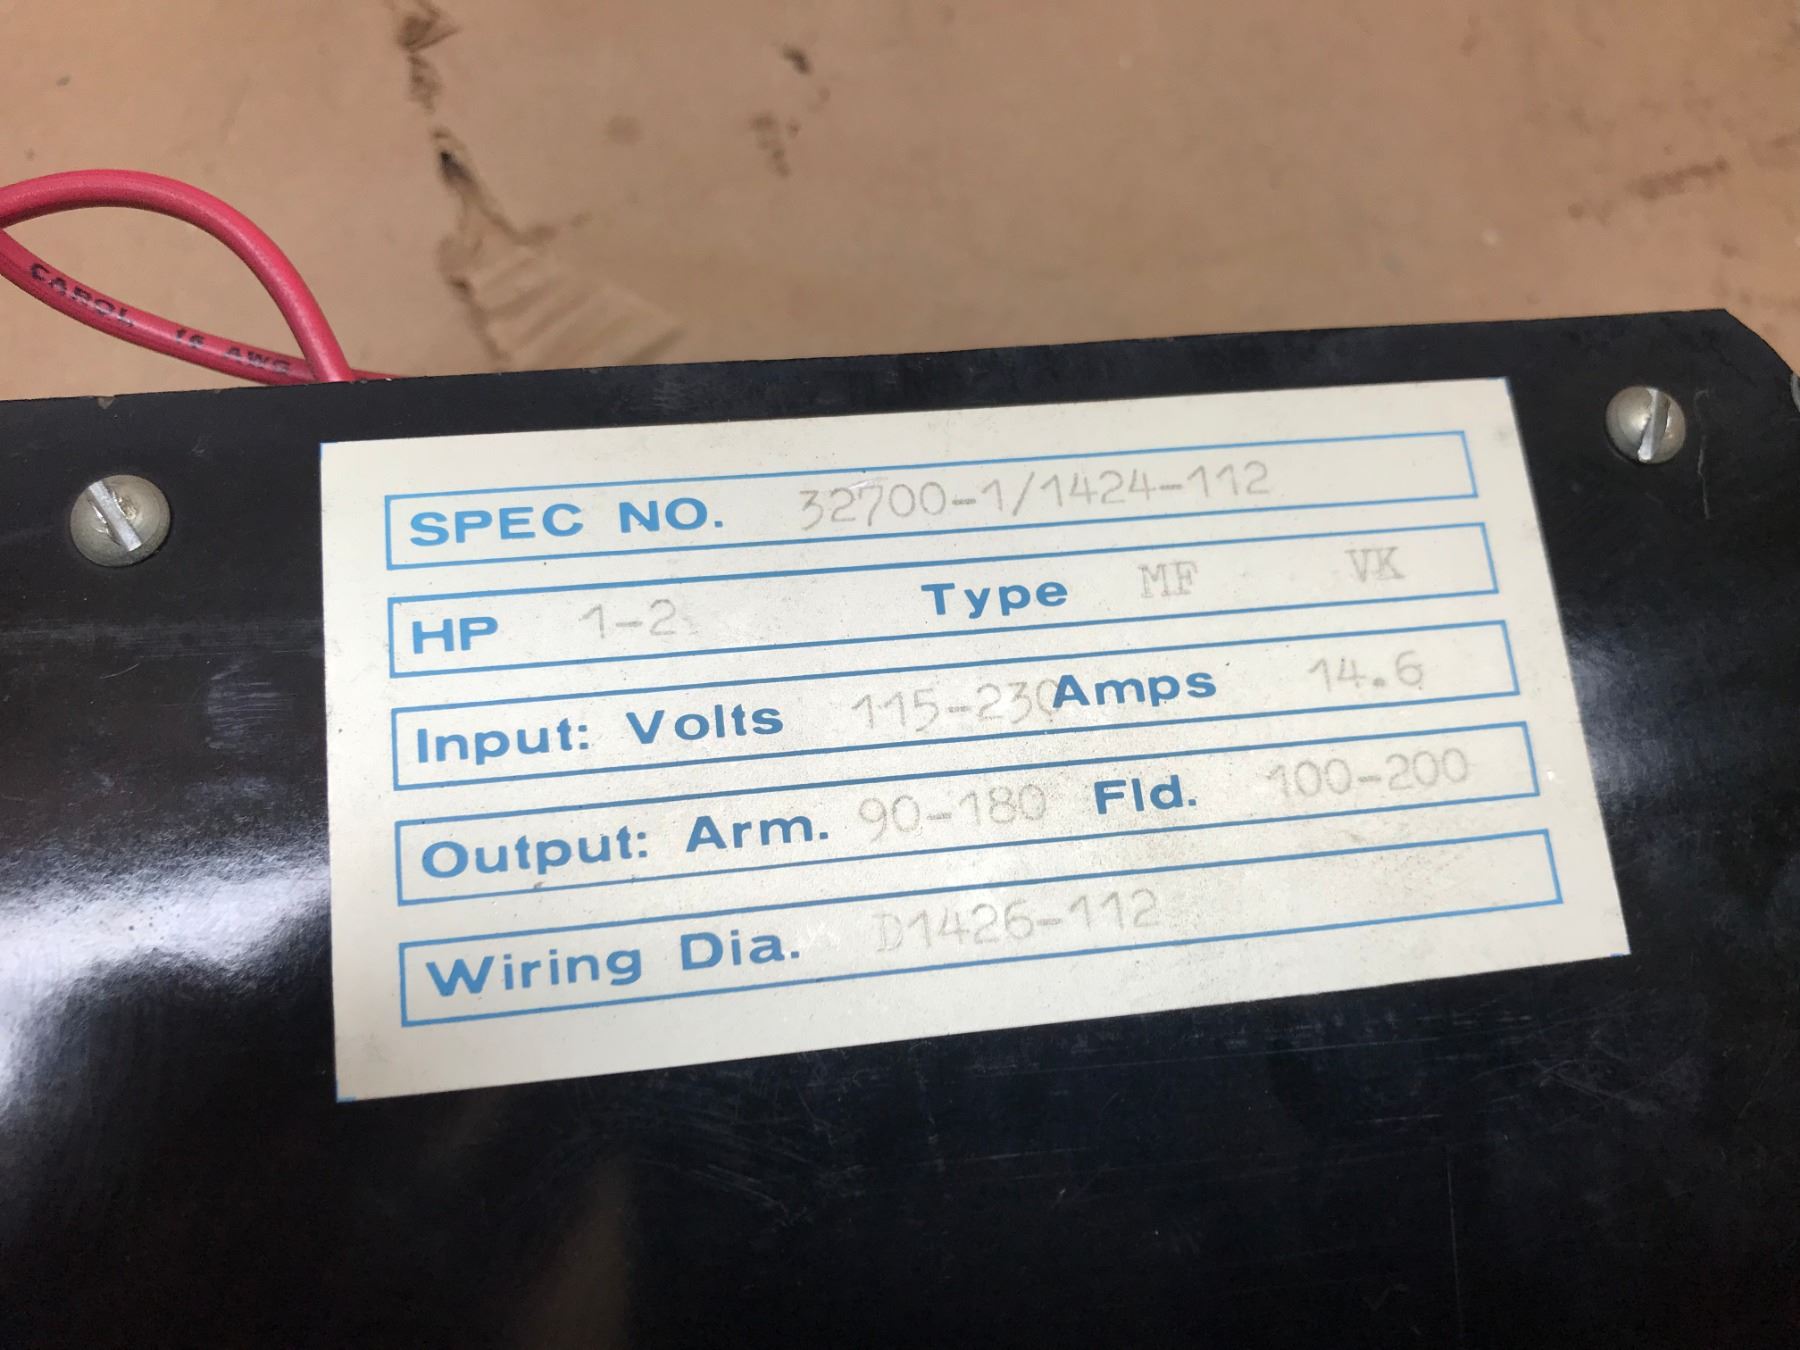 CAROL 16 AWG
SPEC NO. 32700-1/1424-112
HP 1-2 Type MF VK
Input: Volts 115-230 Amps 14.6
Output: Arm. 90-180 Fld. 100-200
Wiring Dia. D1426-112